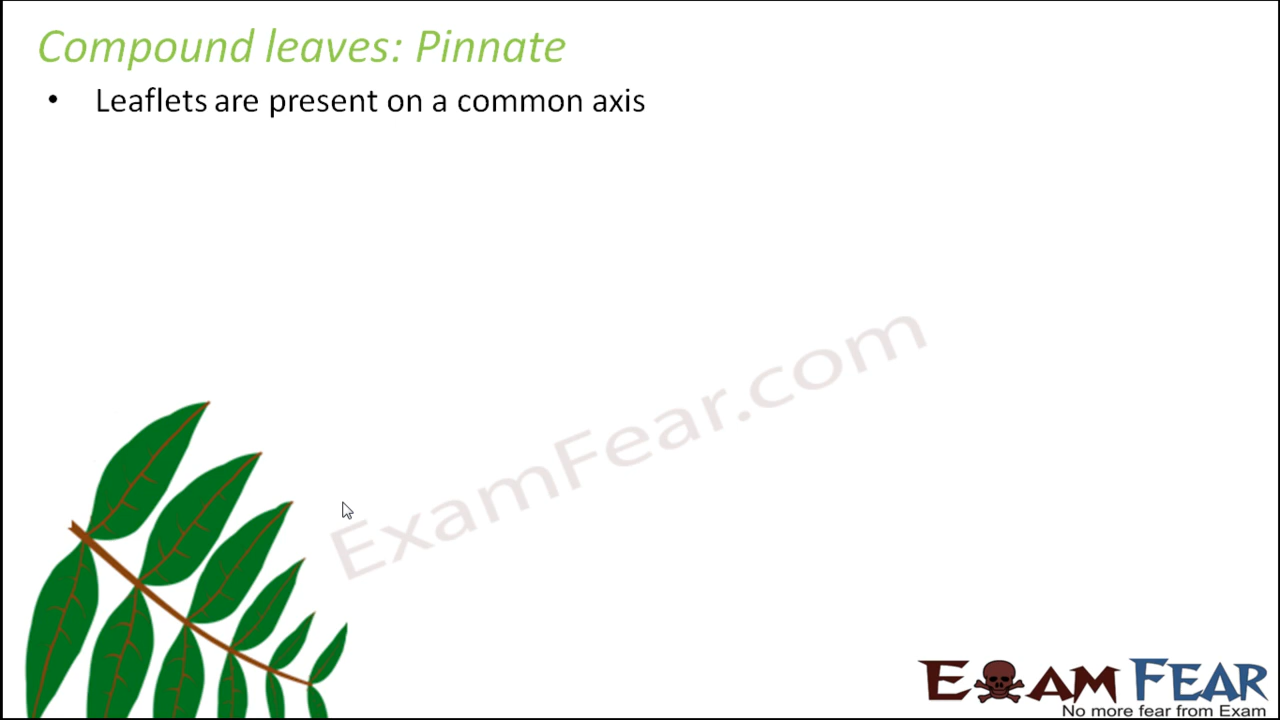 Compound leaves: Pinnate
• Leaflets are present on a common axis
ExamFear.com
EXAM FEAR
No more fear from Exam